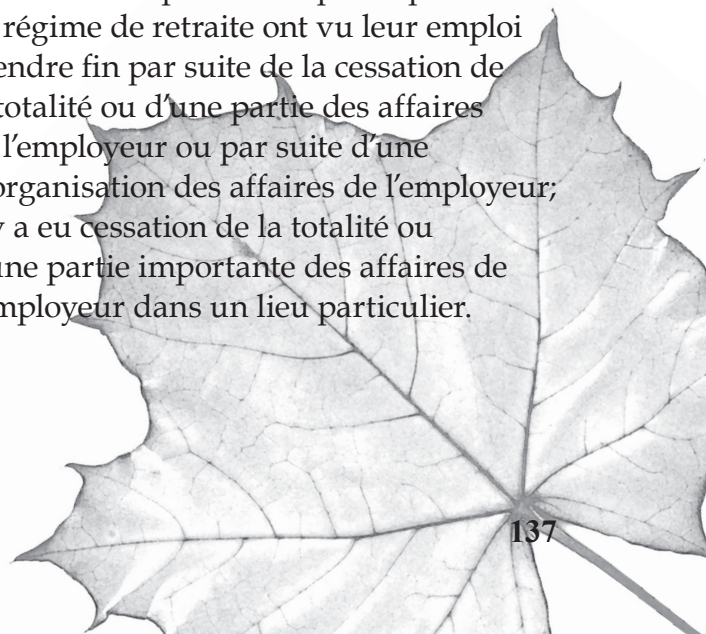 régime de retraite ont vu leur emploi
endre fin par suite de la cessation de
totalité ou d'une partie des affaires
l'employeur ou par suite d'une
organisation des affaires de l'employeur;
a eu cessation de la totalité ou
une partie importante des affaires de
mployeur dans un lieu particulier.
137